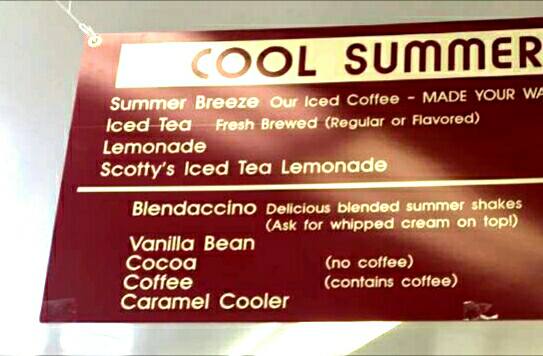 COOL SUMMER
Summer Breeze Our Iced Coffee - MADE YOUR
Iced Tea Fresh Brewed (Regular or Flavored)
Lemonade
Scotty's Iced Tea Lemonade
Blendaccino Delicious blended summer shakes
(Ask for whipped cream on top!)
Vanilla Bean
Cocoa (no coffee)
Coffee (contains coffee)
Caramel Cooler